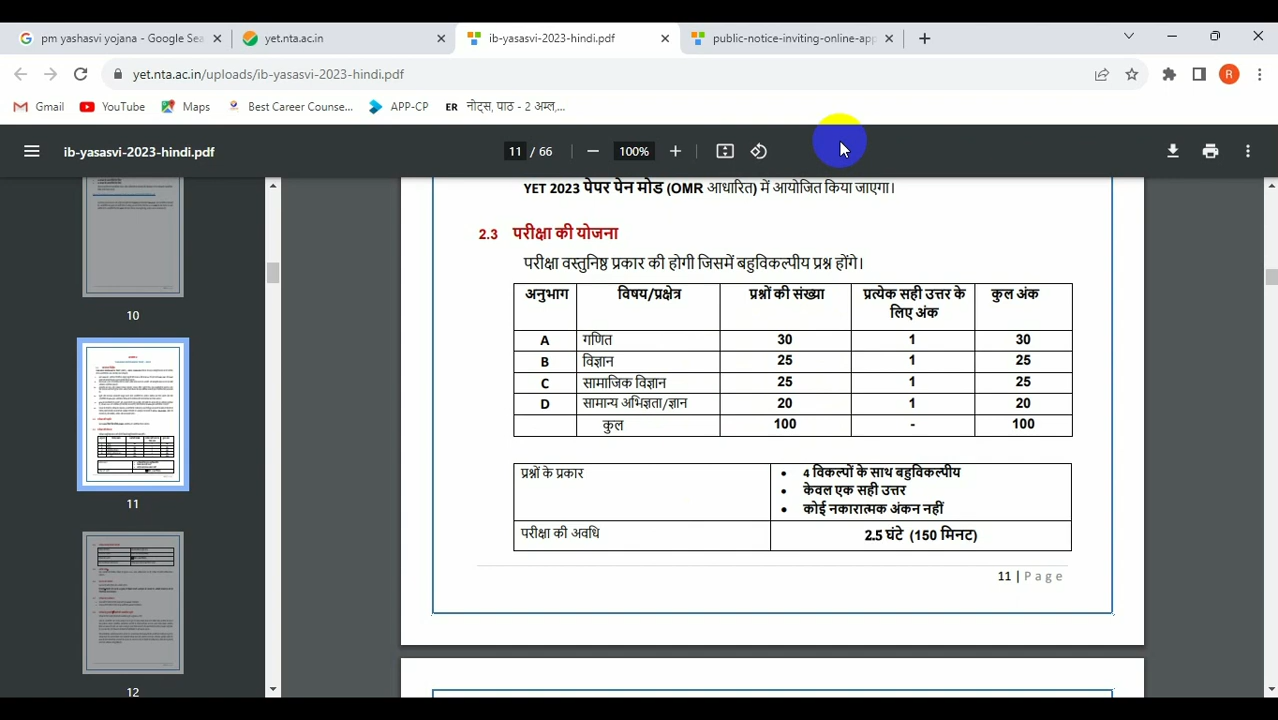 pm yashasvi yojana - Google Sea
yet.nta.ac.in
ib-yasasvi-2023-hindi.pdf
public-notice-inviting-online-app
yet.nta.ac.in/uploads/ib-yasasvi-2023-hindi.pdf
R
Gmail
YouTube
Maps
Best Career Counse...
APP-CP
ER नोट्स, पाठ - 2 अम्ल,...
ib-yasasvi-2023-hindi.pdf
11 / 66
100%
YET 2023 पेपर पेन मोड (OMR आधारित) में आयोजित किया जाएगा।
2.3 परीक्षा की योजना
परीक्षा वस्तुनिष्ठ प्रकार की होगी जिसमें बहुविकल्पीय प्रश्न होंगे।
अनुभाग विषय/प्रक्षेत्र प्रश्नों की संख्या प्रत्येक सही उत्तर के लिए अंक कुल अंक
A गणित 30 1 30
B विज्ञान 25 1 25
C सामाजिक विज्ञान 25 1 25
D सामान्य अभिज्ञता/ज्ञान 20 1 20
कुल 100 - 100
प्रश्नों के प्रकार
• 4 विकल्पों के साथ बहुविकल्पीय
• केवल एक सही उत्तर
• कोई नकारात्मक अंकन नहीं
परीक्षा की अवधि 2.5 घंटे (150 मिनट)
11 | Page
10
11
12